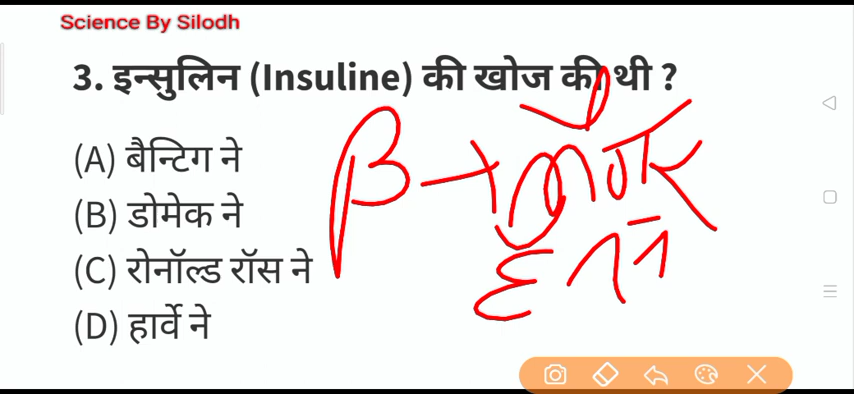 Science By Silodh
3. इन्सुलिन (Insuline) की खोज की थी ?
(A) बैन्टिग ने
(B) डोमेक ने
(C) रोनॉल्ड रॉस ने
(D) हार्वे ने
β